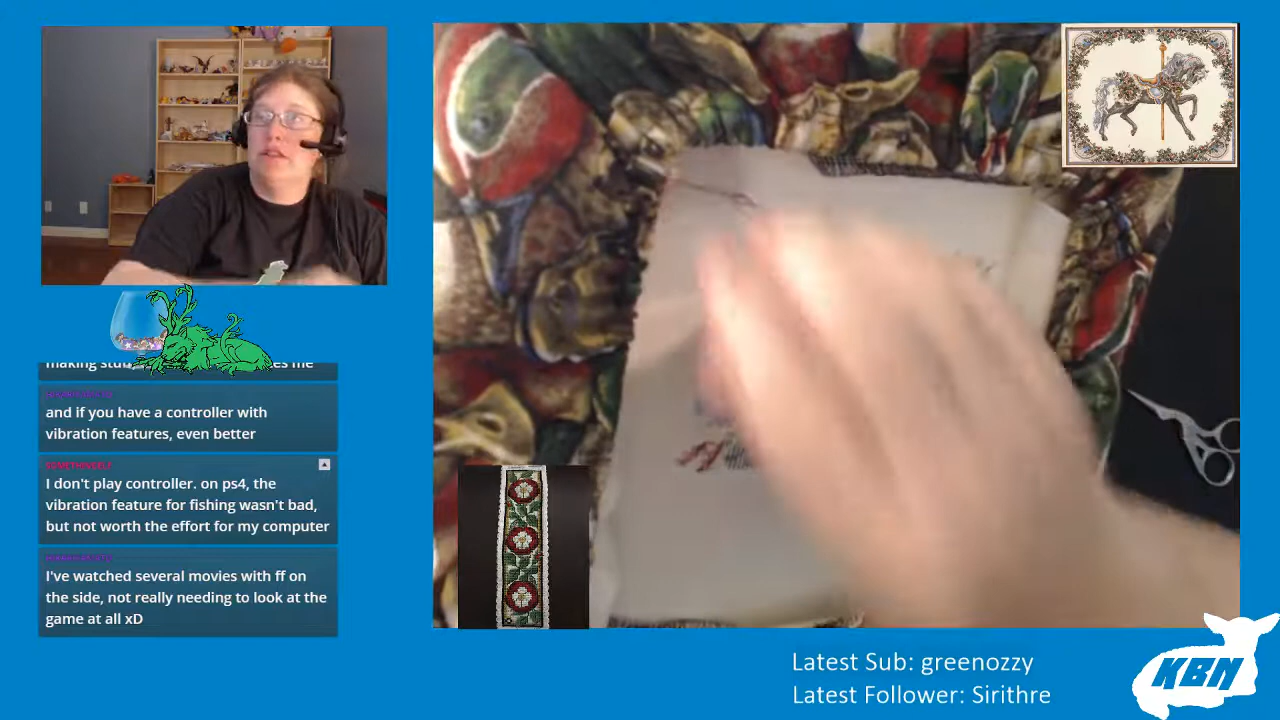 and if you have a controller with
vibration features, even better
SOMETHINGELF
I don't play controller. on ps4, the
vibration feature for fishing wasn't bad,
but not worth the effort for my computer
I've watched several movies with ff on
the side, not really needing to look at the
game at all xD
Latest Sub: greenozzy
Latest Follower: Sirithre
KBN